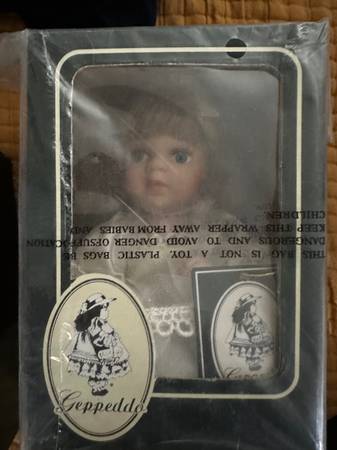 THIS BAG IS NOT A TOY. PLASTIC BAGS BE
DANGEROUS AND TO AVOID DANGER OFSUFFOCATION
KEEP THIS WRAPPER AWAY FROM BABIES AND
CHILDREN
Geppeddo